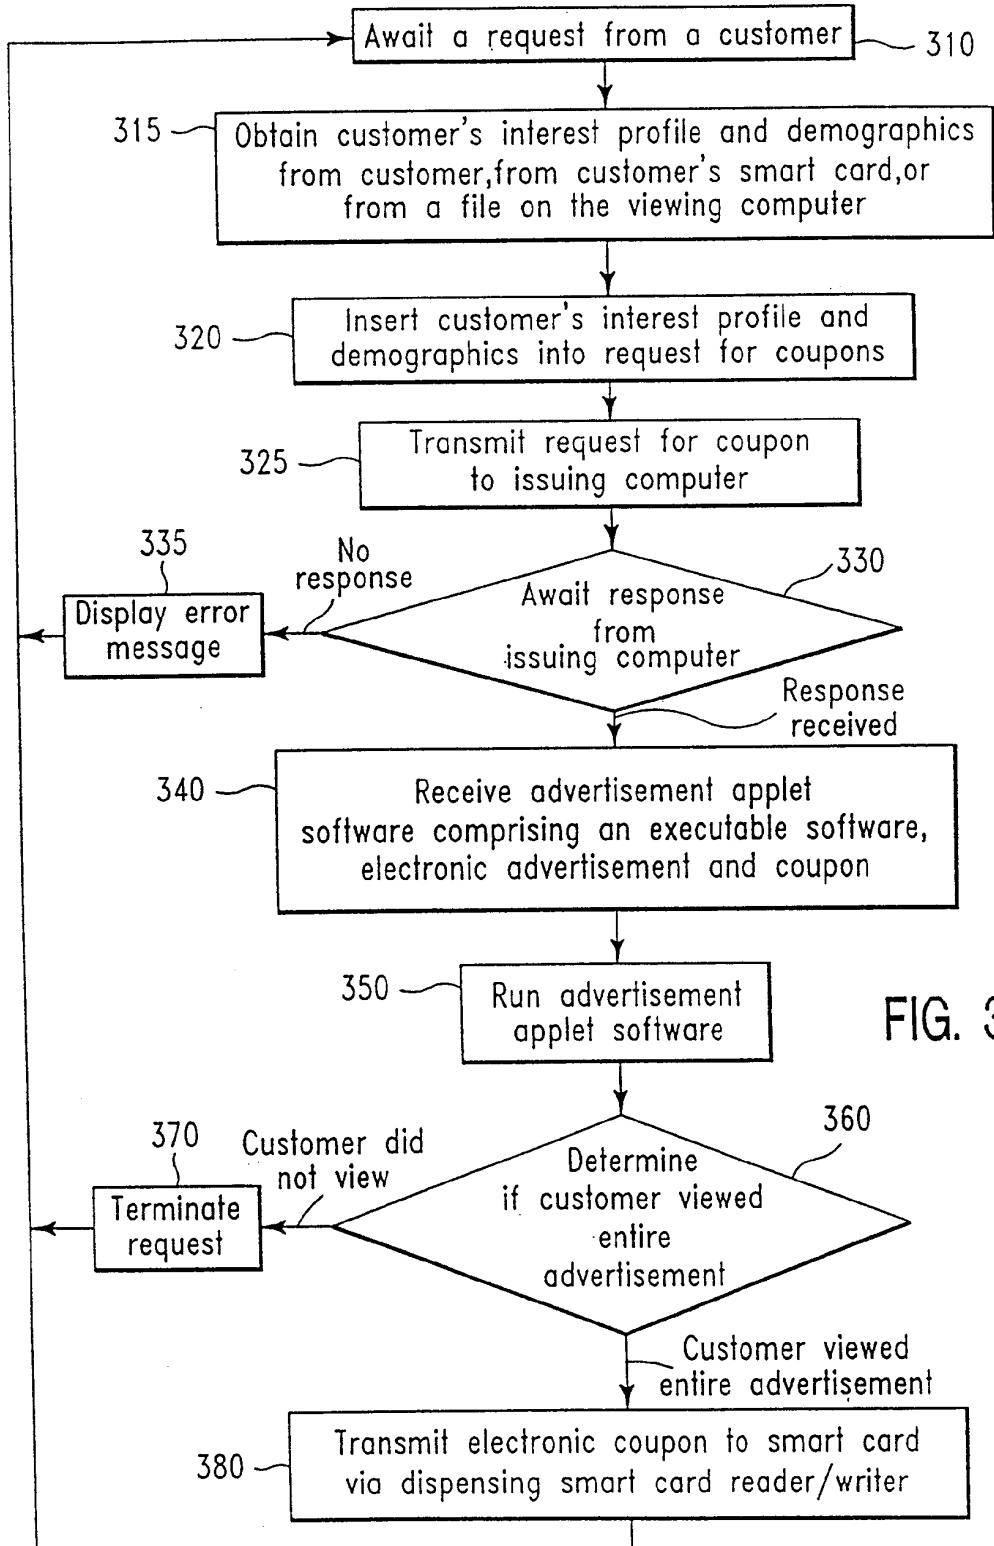 Await a request from a customer
310
315
Obtain customer's interest profile and demographics
from customer,from customer's smart card,or
from a file on the viewing computer
320
Insert customer's interest profile and
demographics into request for coupons
325
Transmit request for coupon
to issuing computer
335
No
response
330
Display error
message
Await response
from
issuing computer
Response
received
340
Receive advertisement applet
software comprising an executable software,
electronic advertisement and coupon
350
Run advertisement
applet software
FIG. 3
370
Customer did
not view
360
Terminate
request
Determine
if customer viewed
entire
advertisement
Customer viewed
entire advertisement
380
Transmit electronic coupon to smart card
via dispensing smart card reader/writer